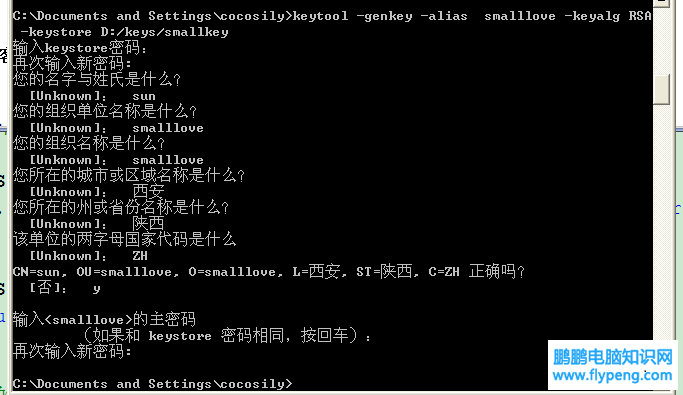 C:\Documents and Settings\cocosily>keytool -genkey -alias  smalllove -keyalg RSA
 -keystore D:/keys/smallkey
输入keystore密码:
再次输入新密码:
您的名字与姓氏是什么?
  [Unknown]:  sun
您的组织单位名称是什么?
  [Unknown]:  smalllove
您的组织名称是什么?
  [Unknown]:  smalllove
您所在的城市或区域名称是什么?
  [Unknown]:  西安
您所在的州或省份名称是什么?
  [Unknown]:  陕西
该单位的两字母国家代码是什么
  [Unknown]:  ZH
CN=sun, OU=smalllove, O=smalllove, L=西安, ST=陕西, C=ZH 正确吗?
  [否]:  y
输入<smalllove>的主密码
        (如果和 keystore 密码相同,按回车):
再次输入新密码:
C:\Documents and Settings\cocosily>
鹏鹏电脑知识网
www.flypeng.com